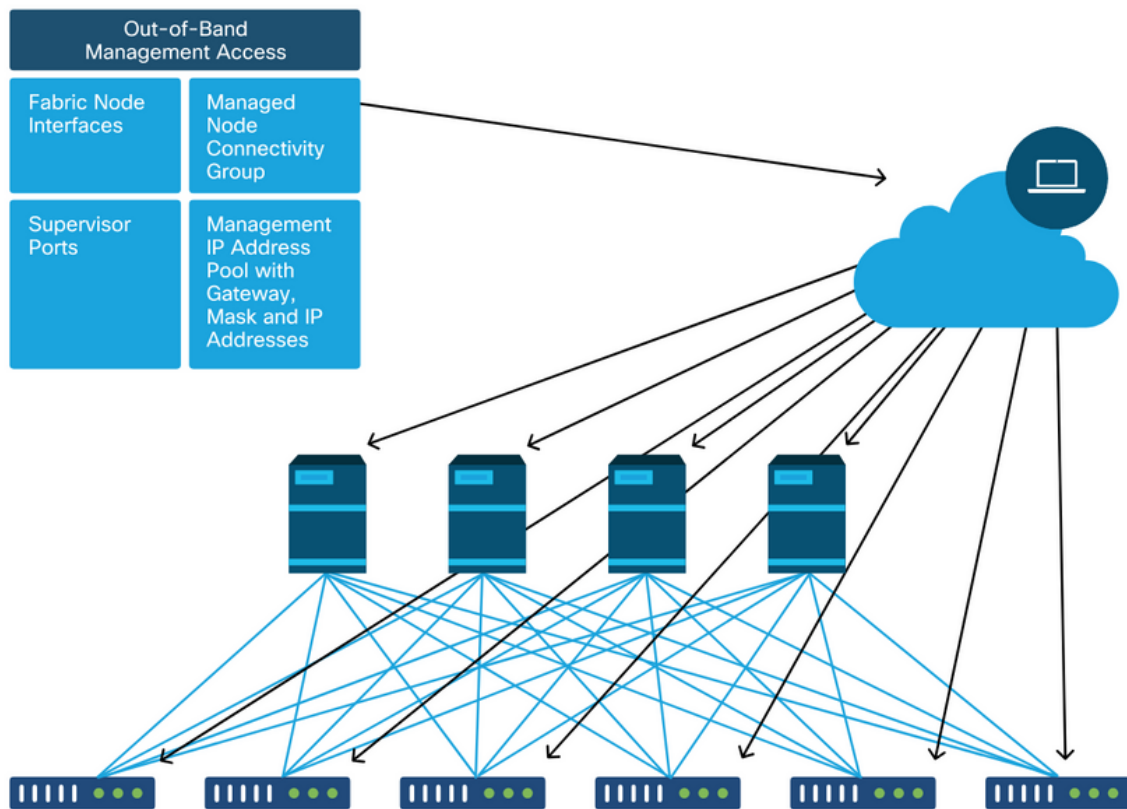 Out-of-Band
Management Access
Fabric Node
Interfaces
Managed
Node
Connectivity
Group
Supervisor
Ports
Management
IP Address
Pool with
Gateway,
Mask and IP
Addresses